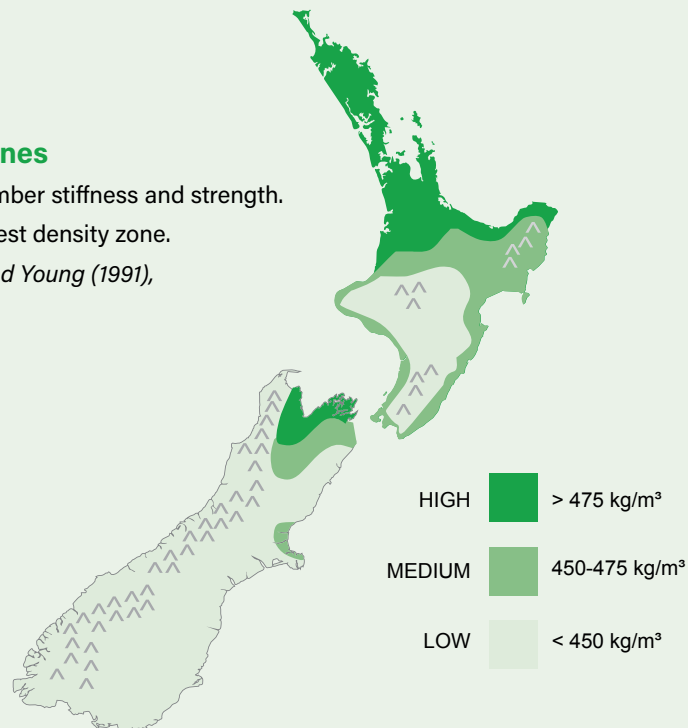 nes
mber stiffness and strength.
est density zone.
d Young (1991),
HIGH > 475 kg/m³
MEDIUM 450-475 kg/m³
LOW < 450 kg/m³